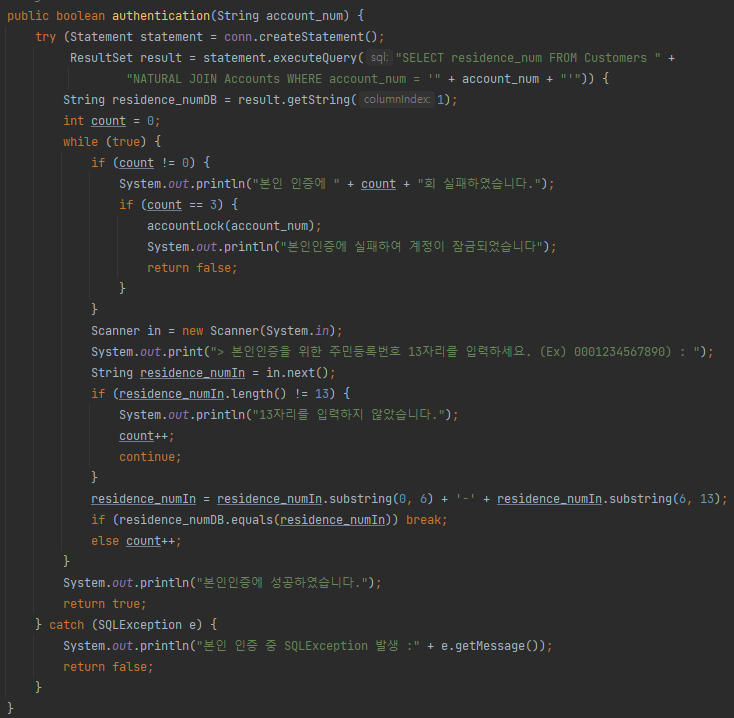 public boolean authentication(String account_num) {
    try (Statement statement = conn.createStatement();
         ResultSet result = statement.executeQuery( sql: "SELECT residence_num FROM Customers " +
                 "NATURAL JOIN Accounts WHERE account_num = '" + account_num + "'")) {
        String residence_numDB = result.getString( columnIndex: 1);
        int count = 0;
        while (true) {
            if (count != 0) {
                System.out.println("본인 인증에 " + count + "회 실패하였습니다.");
                if (count == 3) {
                    accountLock(account_num);
                    System.out.println("본인인증에 실패하여 계정이 잠금되었습니다");
                    return false;
                }
            }
            Scanner in = new Scanner(System.in);
            System.out.print("> 본인인증을 위한 주민등록번호 13자리를 입력하세요. (Ex) 0001234567890) : ");
            String residence_numIn = in.next();
            if (residence_numIn.length() != 13) {
                System.out.println("13자리를 입력하지 않았습니다.");
                count++;
                continue;
            }
            residence_numIn = residence_numIn.substring(0, 6) + '-' + residence_numIn.substring(6, 13);
            if (residence_numDB.equals(residence_numIn)) break;
            else count++;
        }
        System.out.println("본인인증에 성공하였습니다.");
        return true;
    } catch (SQLException e) {
        System.out.println("본인 인증 중 SQLException 발생 :" + e.getMessage());
        return false;
    }
}